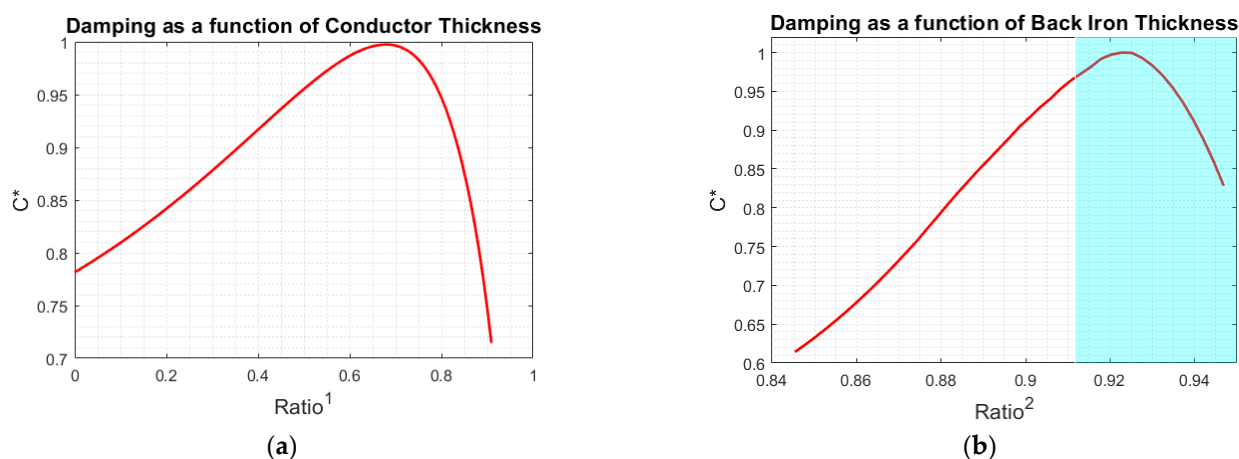 Damping as a function of Conductor Thickness
1
0.95
0.9
0.85
0.8
0.75
0.7
C*
0 0.2 0.4 0.6 0.8 1
Ratio¹
(a)
Damping as a function of Back Iron Thickness
1
0.95
0.9
0.85
0.8
0.75
0.7
0.65
0.6
C*
0.84 0.86 0.88 0.9 0.92 0.94
Ratio²
(b)